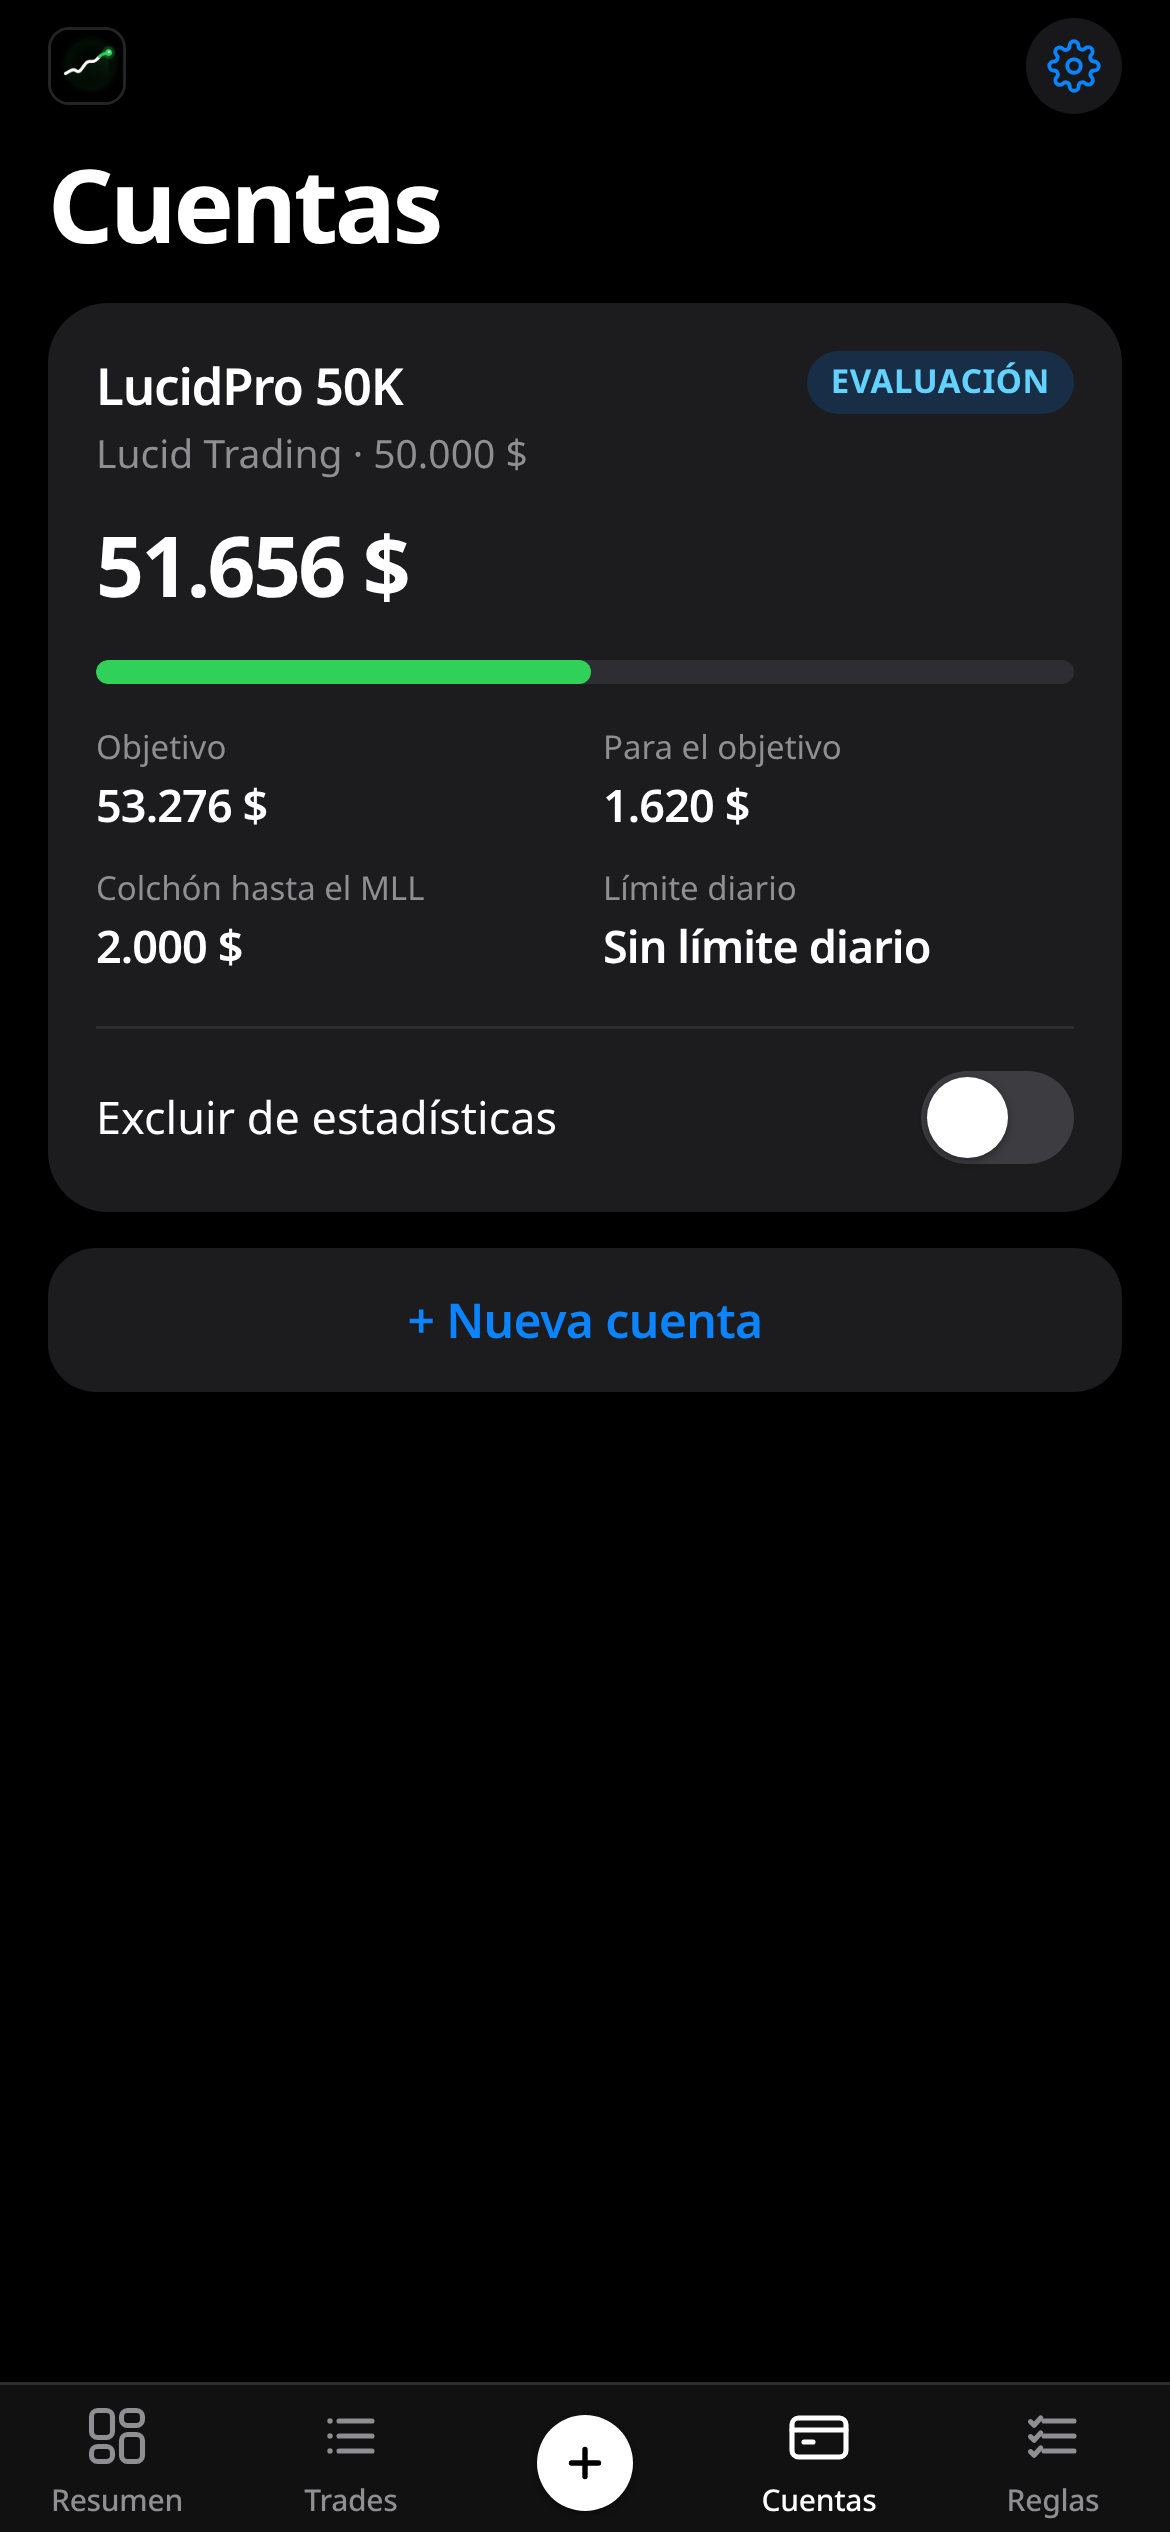 Cuentas
LucidPro 50K
EVALUACIÓN
Lucid Trading · 50.000 $
51.656 $
Objetivo
Para el objetivo
53.276 $
1.620 $
Colchón hasta el MLL
Límite diario
2.000 $
Sin límite diario
Excluir de estadísticas
+ Nueva cuenta
Resumen
Trades
Cuentas
Reglas